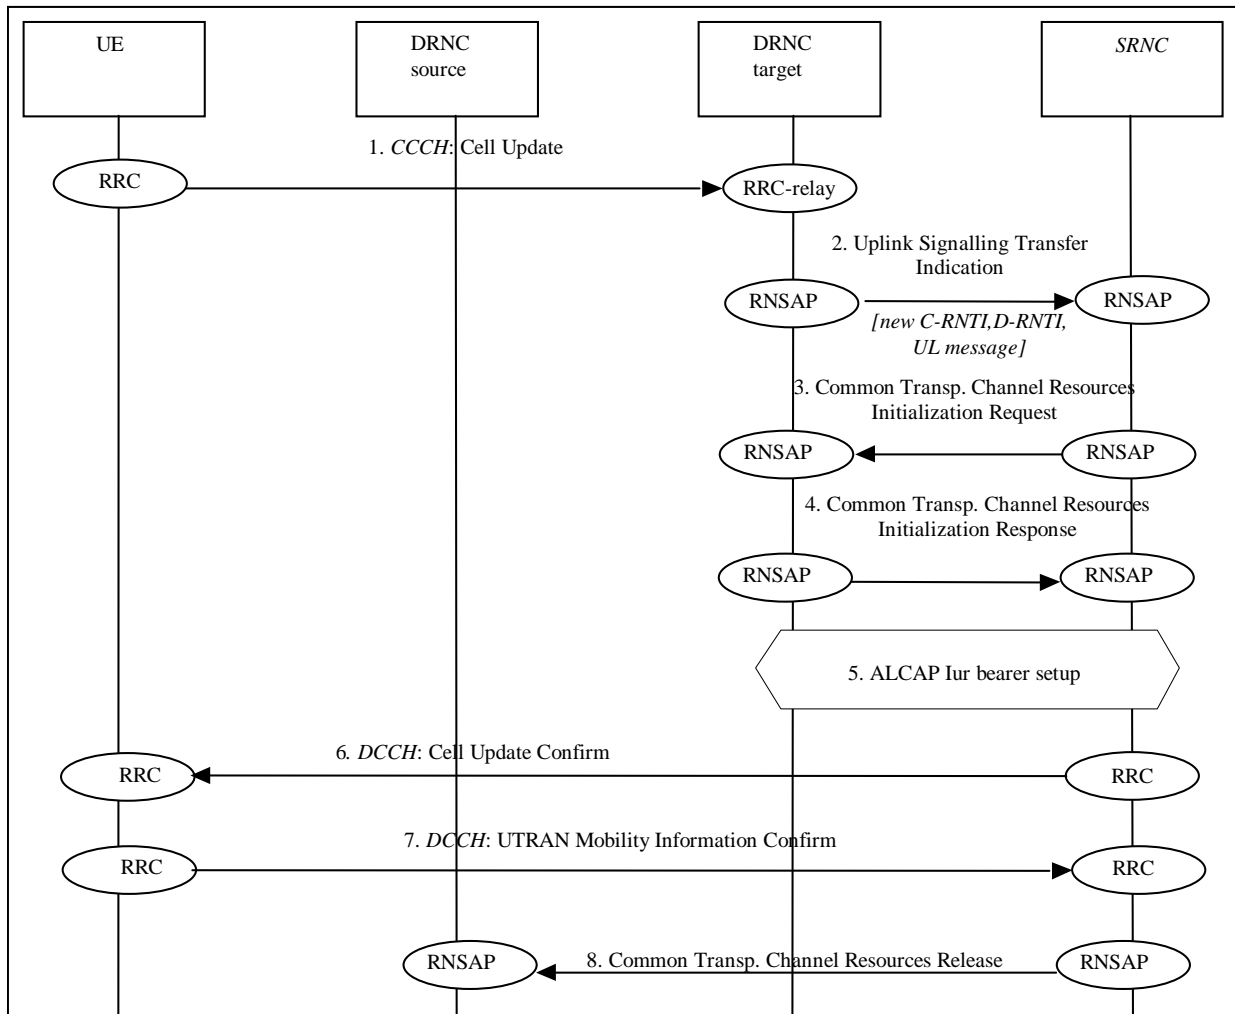 UE
DRNC
source
DRNC
target
SRNC
1. CCCH: Cell Update
RRC
RRC-relay
2. Uplink Signalling Transfer
Indication
RNSAP
RNSAP
[new C-RNTI,D-RNTI,
UL message]
3. Common Transp. Channel Resources
Initialization Request
RNSAP
RNSAP
4. Common Transp. Channel Resources
Initialization Response
RNSAP
RNSAP
5. ALCAP Iur bearer setup
6. DCCH: Cell Update Confirm
RRC
RRC
7. DCCH: UTRAN Mobility Information Confirm
RRC
RRC
RNSAP
8. Common Transp. Channel Resources Release
RNSAP